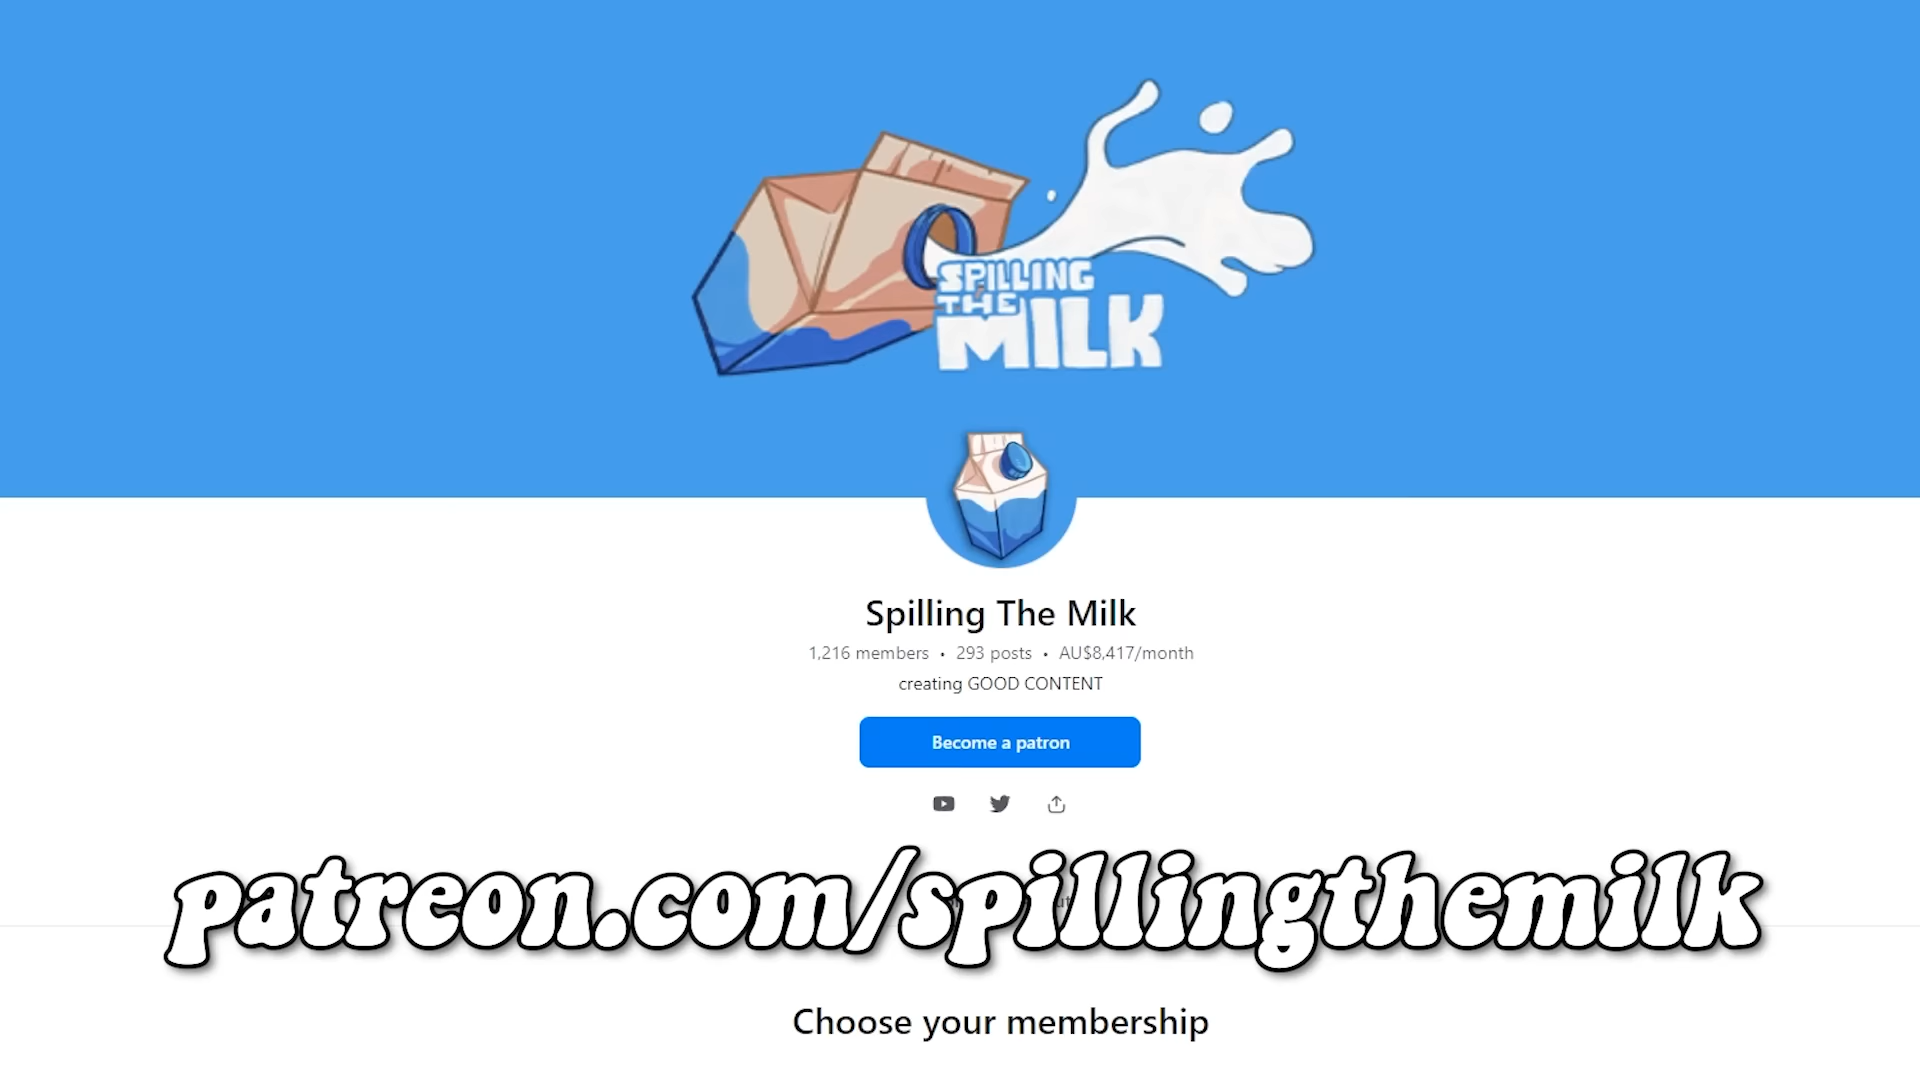 SPILLING
THE
MILK
Spilling The Milk
1,216 members • 293 posts • AU$8,417/month
creating GOOD CONTENT
Become a patron
patreon.com/spillingthemilk
Choose your membership